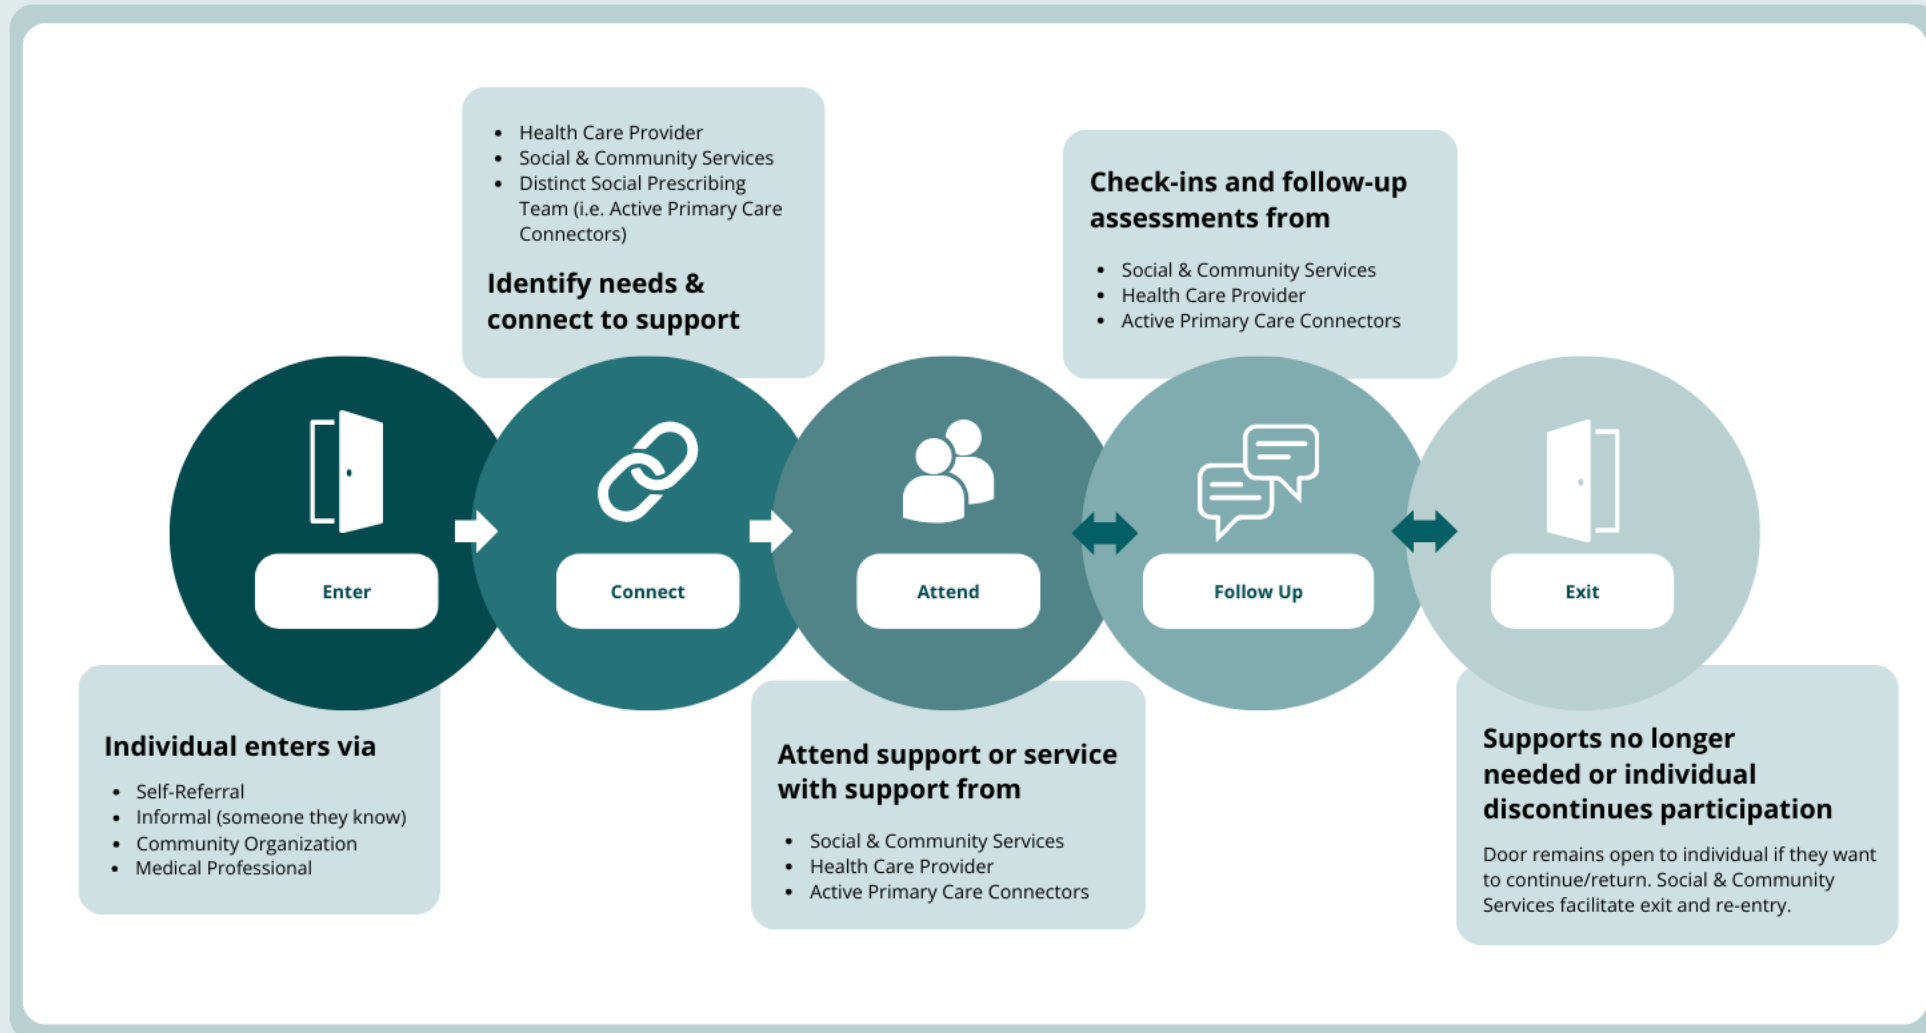 • Health Care Provider
• Social & Community Services
• Distinct Social Prescribing
Team (i.e. Active Primary Care
Connectors)
Identify needs &
connect to support
Check-ins and follow-up
assessments from
• Social & Community Services
• Health Care Provider
• Active Primary Care Connectors
Enter
Connect
Attend
Follow Up
Exit
Individual enters via
• Self-Referral
• Informal (someone they know)
• Community Organization
• Medical Professional
Attend support or service
with support from
• Social & Community Services
• Health Care Provider
• Active Primary Care Connectors
Supports no longer
needed or individual
discontinues participation
Door remains open to individual if they want
to continue/return. Social & Community
Services facilitate exit and re-entry.